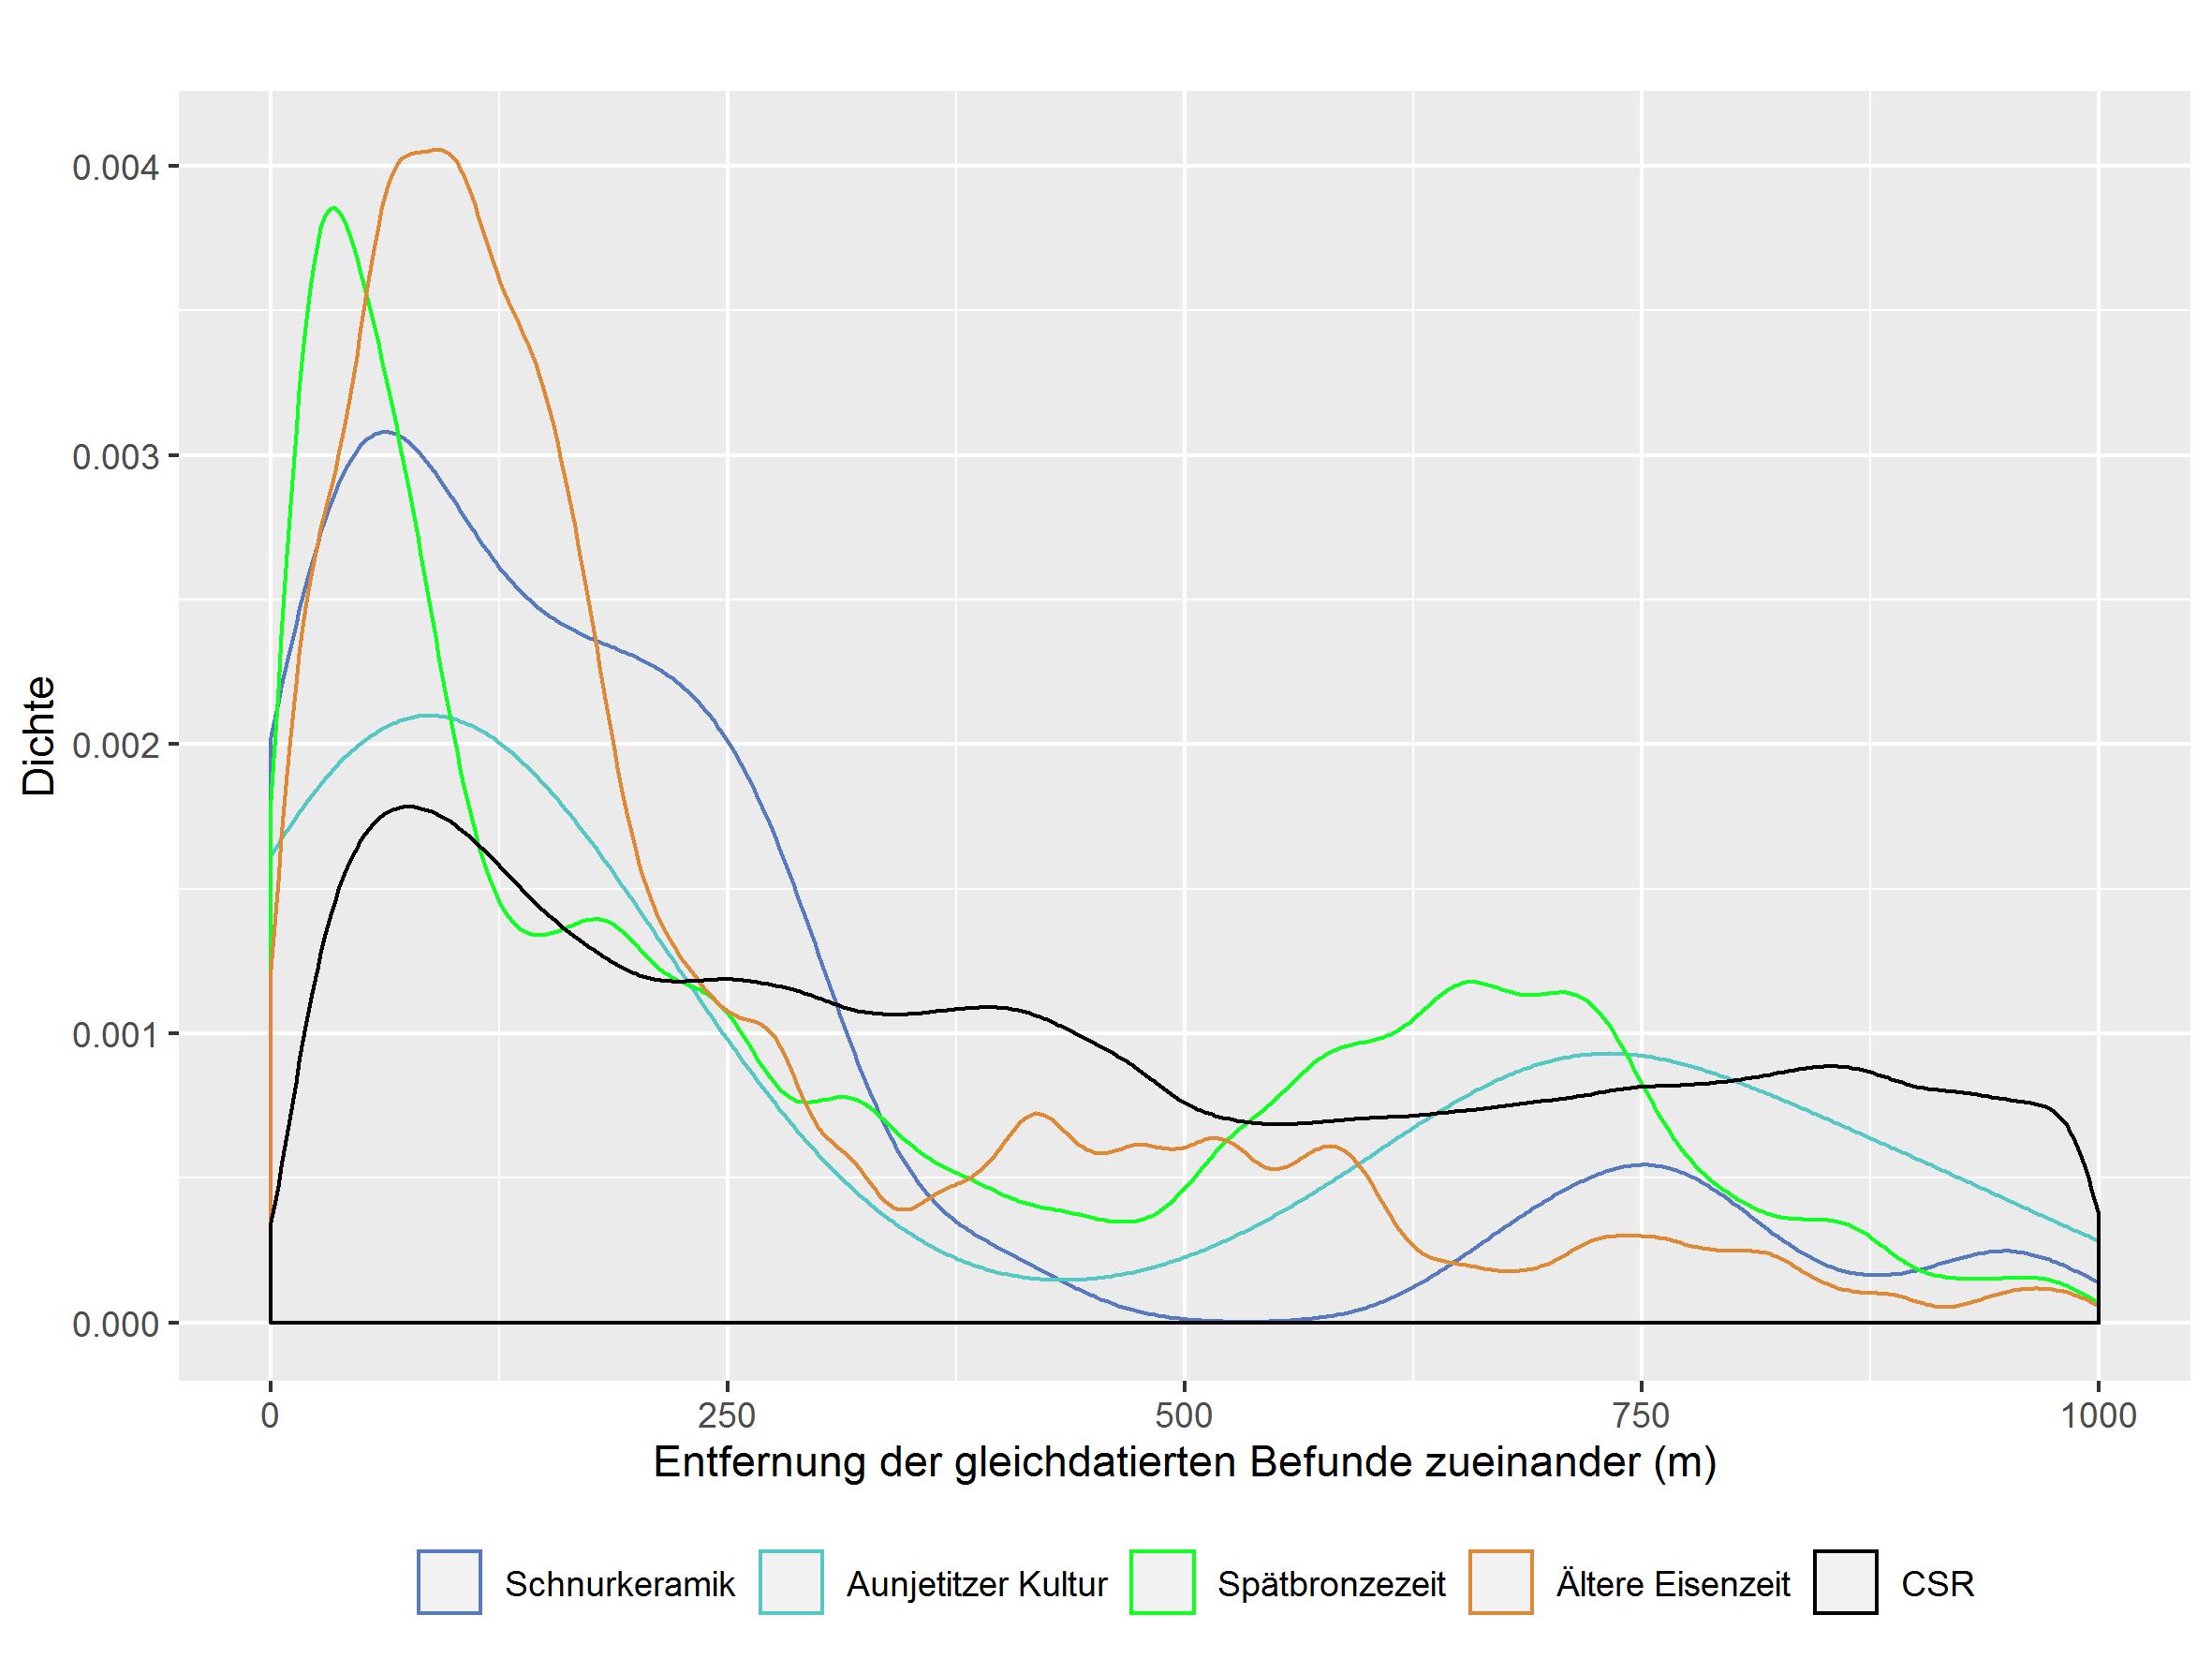 Dichte
0.004
0.003
0.002
0.001
0.000
0 250 500 750 1000
Entfernung der gleichdatierten Befunde zueinander (m)
Schnurkeramik Aunjetitzer Kultur Spätbronzezeit Ältere Eisenzeit CSR